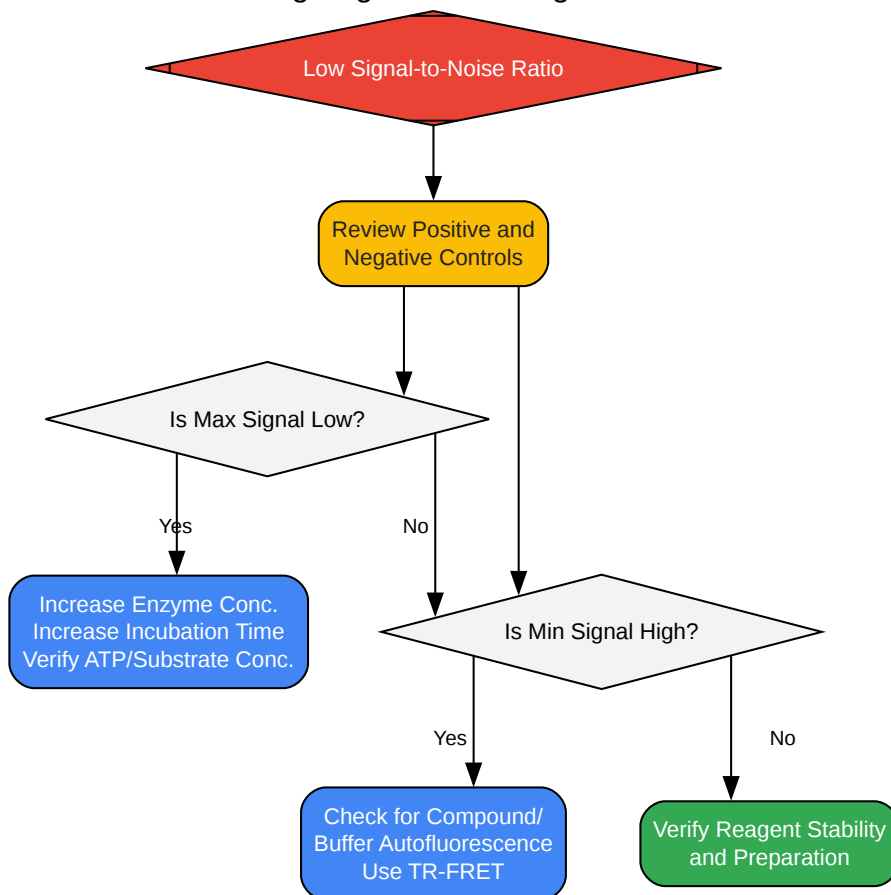 Low Signal-to-Noise Ratio
Review Positive and
Negative Controls
Is Max Signal Low?
Yes
No
Increase Enzyme Conc.
Increase Incubation Time
Verify ATP/Substrate Conc.
Is Min Signal High?
Yes
No
Check for Compound/
Buffer Autofluorescence
Use TR-FRET
Verify Reagent Stability
and Preparation